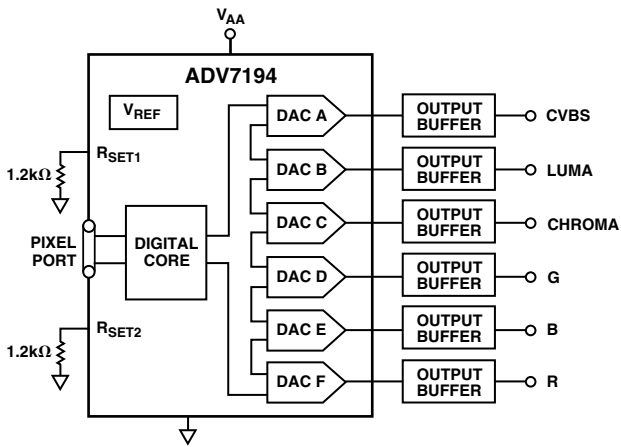 VAA
ADV7194
VREF
RSET1
1.2kΩ
PIXEL
PORT
DIGITAL
CORE
RSET2
1.2kΩ
DAC A
OUTPUT
BUFFER
CVBS
DAC B
OUTPUT
BUFFER
LUMA
DAC C
OUTPUT
BUFFER
CHROMA
DAC D
OUTPUT
BUFFER
G
DAC E
OUTPUT
BUFFER
B
DAC F
OUTPUT
BUFFER
R